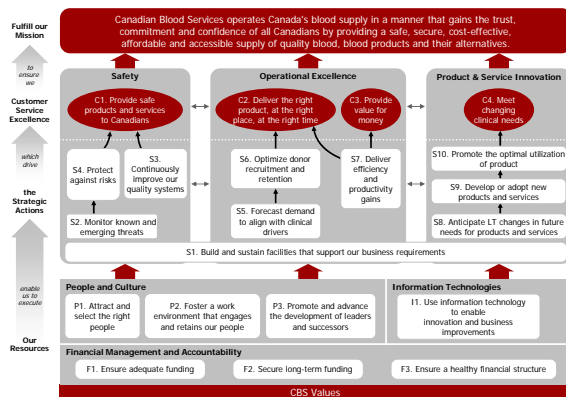 Fulfill our
Mission
Canadian Blood Services operates Canada's blood supply in a manner that gains the trust,
commitment and confidence of all Canadians by providing a safe, secure, cost-effective,
affordable and accessible supply of quality blood, blood products and their alternatives.
to
ensure
we
Customer
Service
Excellence
which
drive
the
Strategic
Actions
enable
us to
execute
Our
Resources
Safety
C1. Provide safe
products and services
to Canadians
S4. Protect
against risks
S3.
Continuously
improve our
quality systems
S2. Monitor known and
emerging threats
Operational Excellence
C2. Deliver the right
product, at the right
place, at the right time
C3. Provide
value for
money
S6. Optimize donor
recruitment and
retention
S7. Deliver
efficiency
and
productivity
gains
S5. Forecast demand
to align with clinical
drivers
Product & Service Innovation
C4. Meet
changing
clinical needs
S10. Promote the optimal utilization
of product
S9. Develop or adopt new
products and services
S8. Anticipate LT changes in future
needs for products and services
S1. Build and sustain facilities that support our business requirements
People and Culture
P1. Attract and
select the right
people
P2. Foster a work
environment that engages
and retains our people
P3. Promote and advance
the development of leaders
and successors
Information Technologies
I1. Use information technology
to enable
innovation and business
improvements
Financial Management and Accountability
F1. Ensure adequate funding
F2. Secure long-term funding
F3. Ensure a healthy financial structure
CBS Values